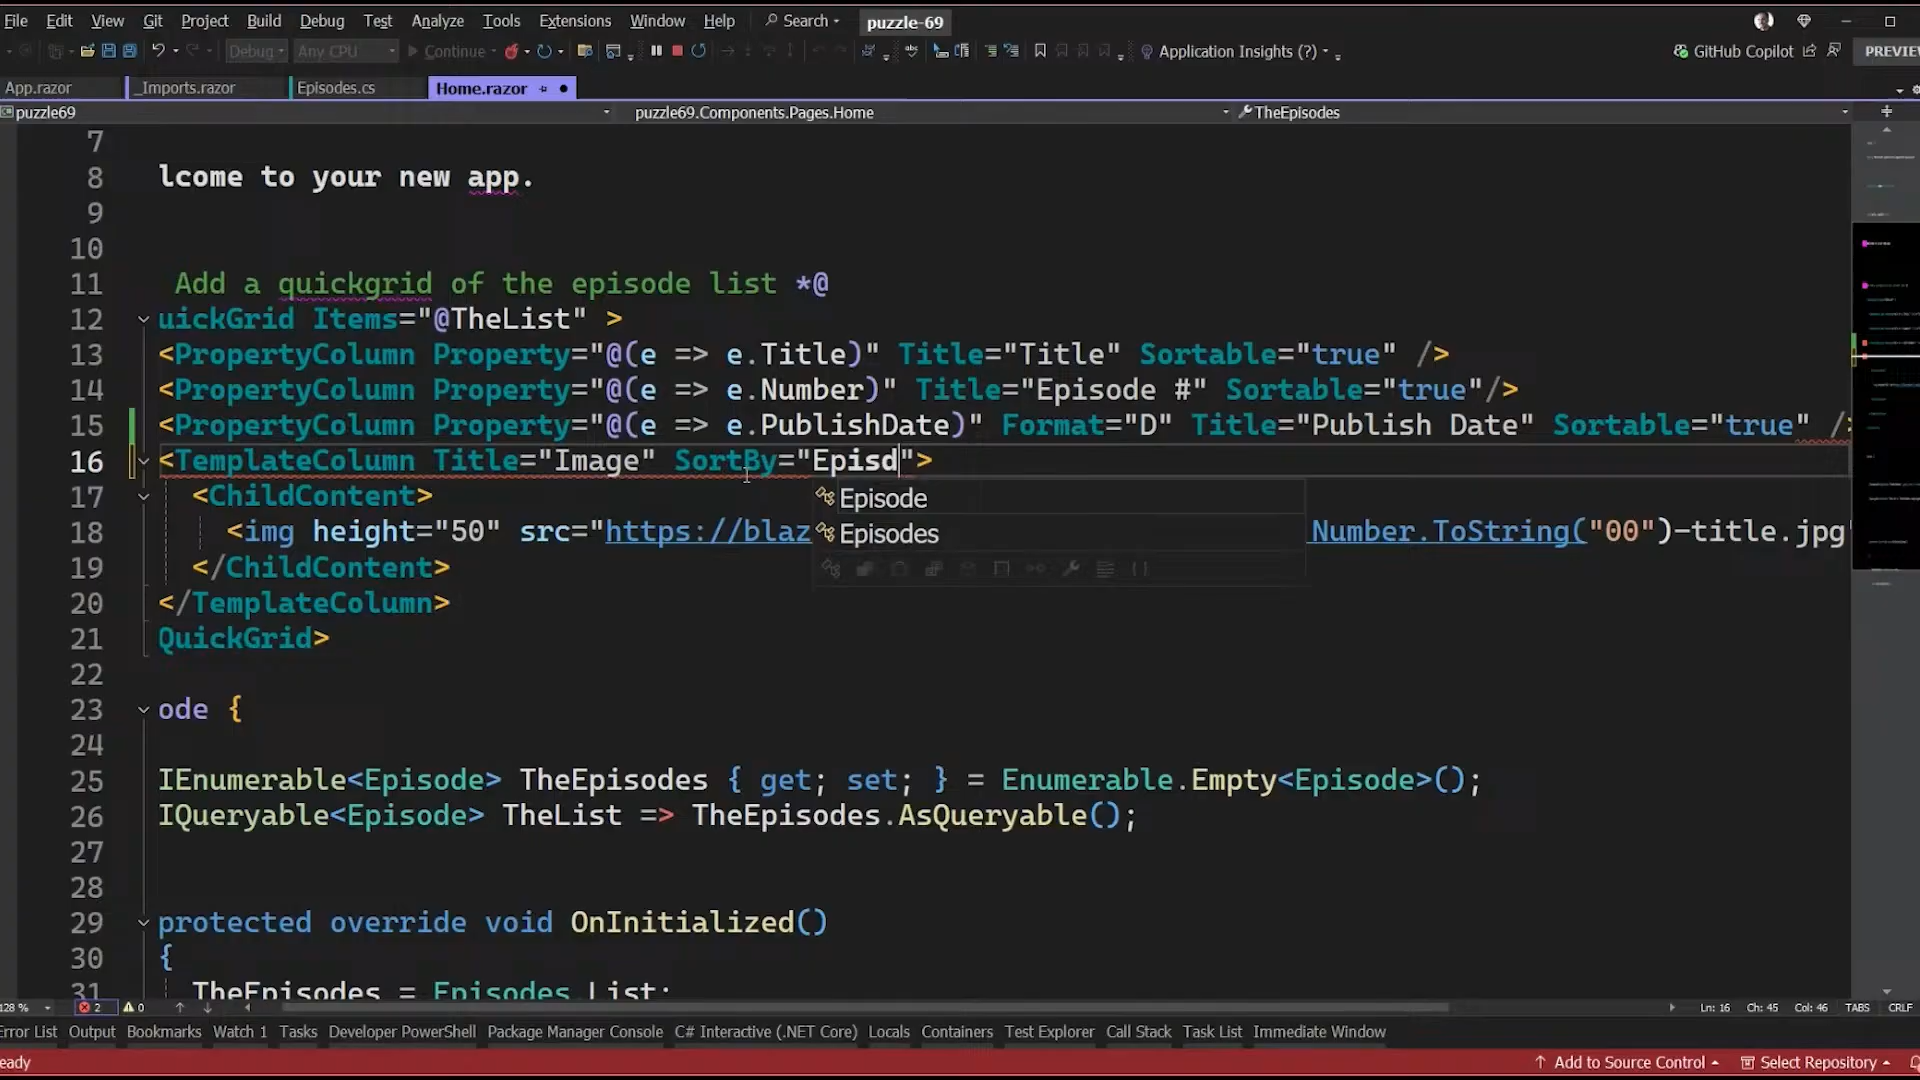 File Edit View Git Project Build Debug Test Analyze Tools Extensions Window Help Search puzzle-69
Debug Any CPU Continue Application Insights (?) GitHub Copilot PREVIEW
App.razor _Imports.razor Episodes.cs Home.razor
puzzle69 puzzle69.Components.Pages.Home TheEpisodes
7
8 lcome to your new app.
9
10
11 Add a quickgrid of the episode list *@
12 uickGrid Items="@TheList" >
13 <PropertyColumn Property="@(e => e.Title)" Title="Title" Sortable="true" />
14 <PropertyColumn Property="@(e => e.Number)" Title="Episode #" Sortable="true"/>
15 <PropertyColumn Property="@(e => e.PublishDate)" Format="D" Title="Publish Date" Sortable="true" />
16 <TemplateColumn Title="Image" SortBy="Episd">
17 <ChildContent>
Episode
18 <img height="50" src="https://blaz Number.ToString("00")-title.jpg"
Episodes
19 </ChildContent>
20 </TemplateColumn>
21 QuickGrid>
22
23 ode {
24
25 IEnumerable<Episode> TheEpisodes { get; set; } = Enumerable.Empty<Episode>();
26 IQueryable<Episode> TheList => TheEpisodes.AsQueryable();
27
28
29 protected override void OnInitialized()
30 {
31 TheEpisodes = Episodes.List;
128 % 2 0 Ln: 16 Ch: 45 Col: 46 TABS CRLF
Error List Output Bookmarks Watch 1 Tasks Developer PowerShell Package Manager Console C# Interactive (.NET Core) Locals Containers Test Explorer Call Stack Task List Immediate Window
eady Add to Source Control Select Repository